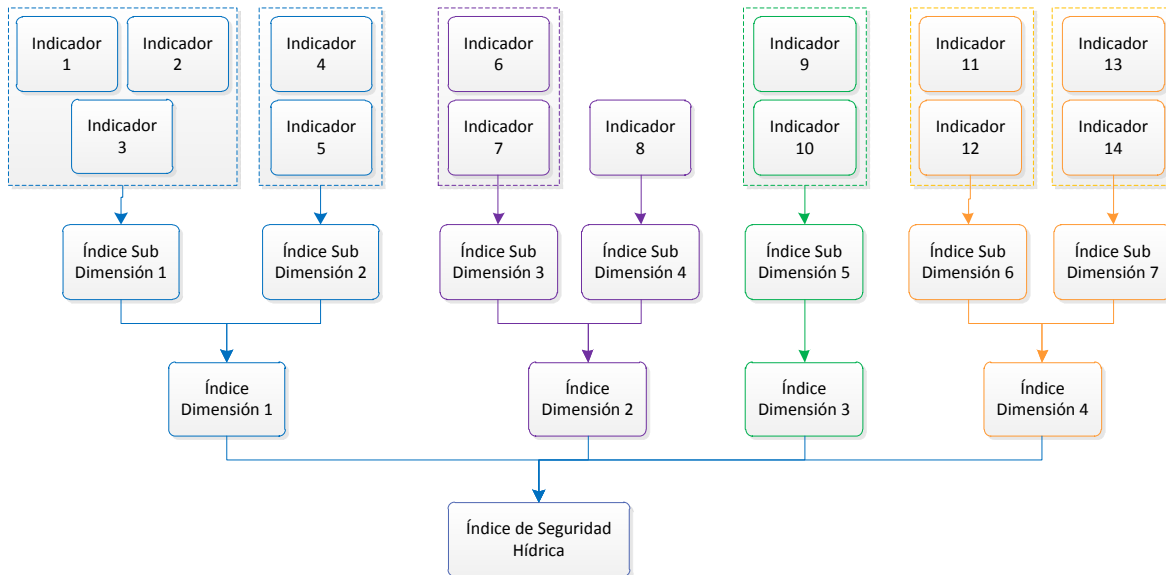 Indicador
1
Indicador
2
Indicador
3
Indicador
4
Indicador
5
Indicador
6
Indicador
7
Indicador
8
Indicador
9
Indicador
10
Indicador
11
Indicador
12
Indicador
13
Indicador
14
Índice Sub
Dimensión 1
Índice Sub
Dimensión 2
Índice Sub
Dimensión 3
Índice Sub
Dimensión 4
Índice Sub
Dimensión 5
Índice Sub
Dimensión 6
Índice Sub
Dimensión 7
Índice
Dimensión 1
Índice
Dimensión 2
Índice
Dimensión 3
Índice
Dimensión 4
Índice de Seguridad
Hídrica